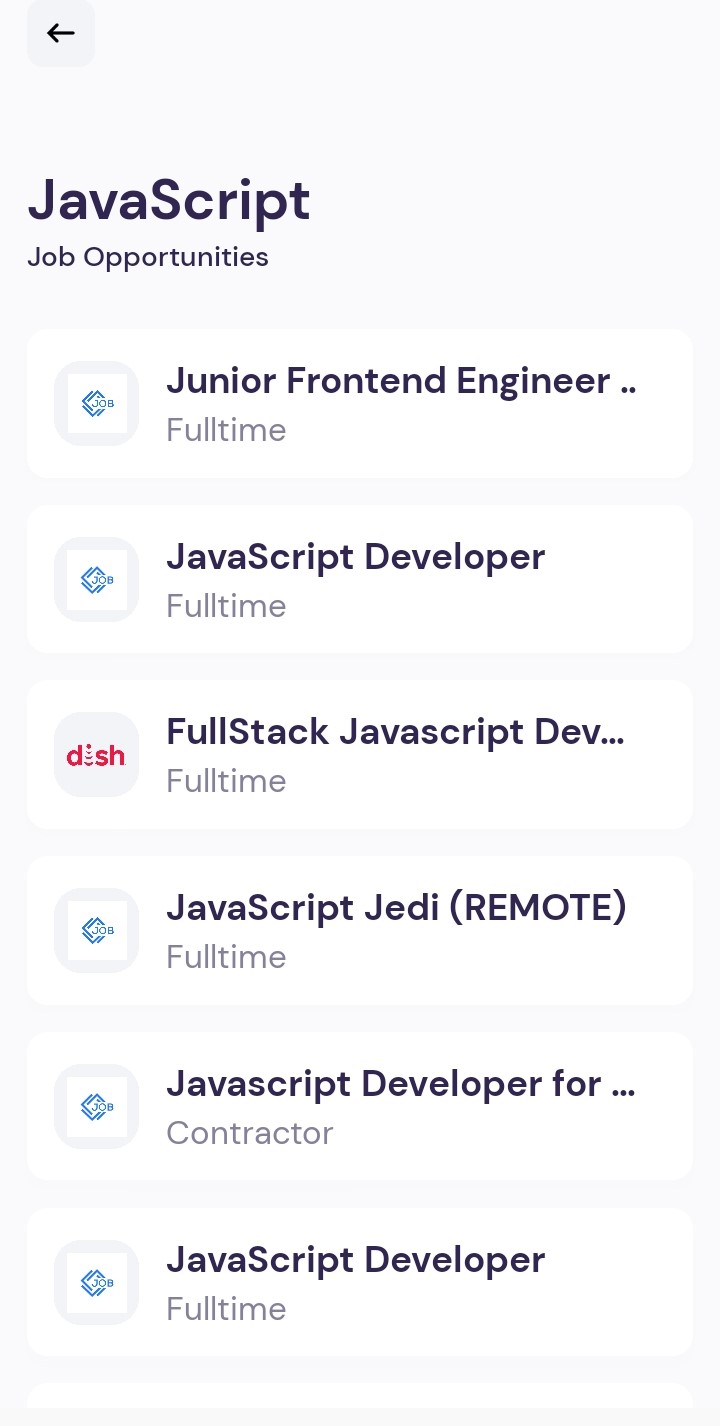 JavaScript
Job Opportunities
JOB
Junior Frontend Engineer ..
Fulltime
JOB
JavaScript Developer
Fulltime
dish
FullStack Javascript Dev...
Fulltime
JOB
JavaScript Jedi (REMOTE)
Fulltime
JOB
Javascript Developer for ...
Contractor
JOB
JavaScript Developer
Fulltime